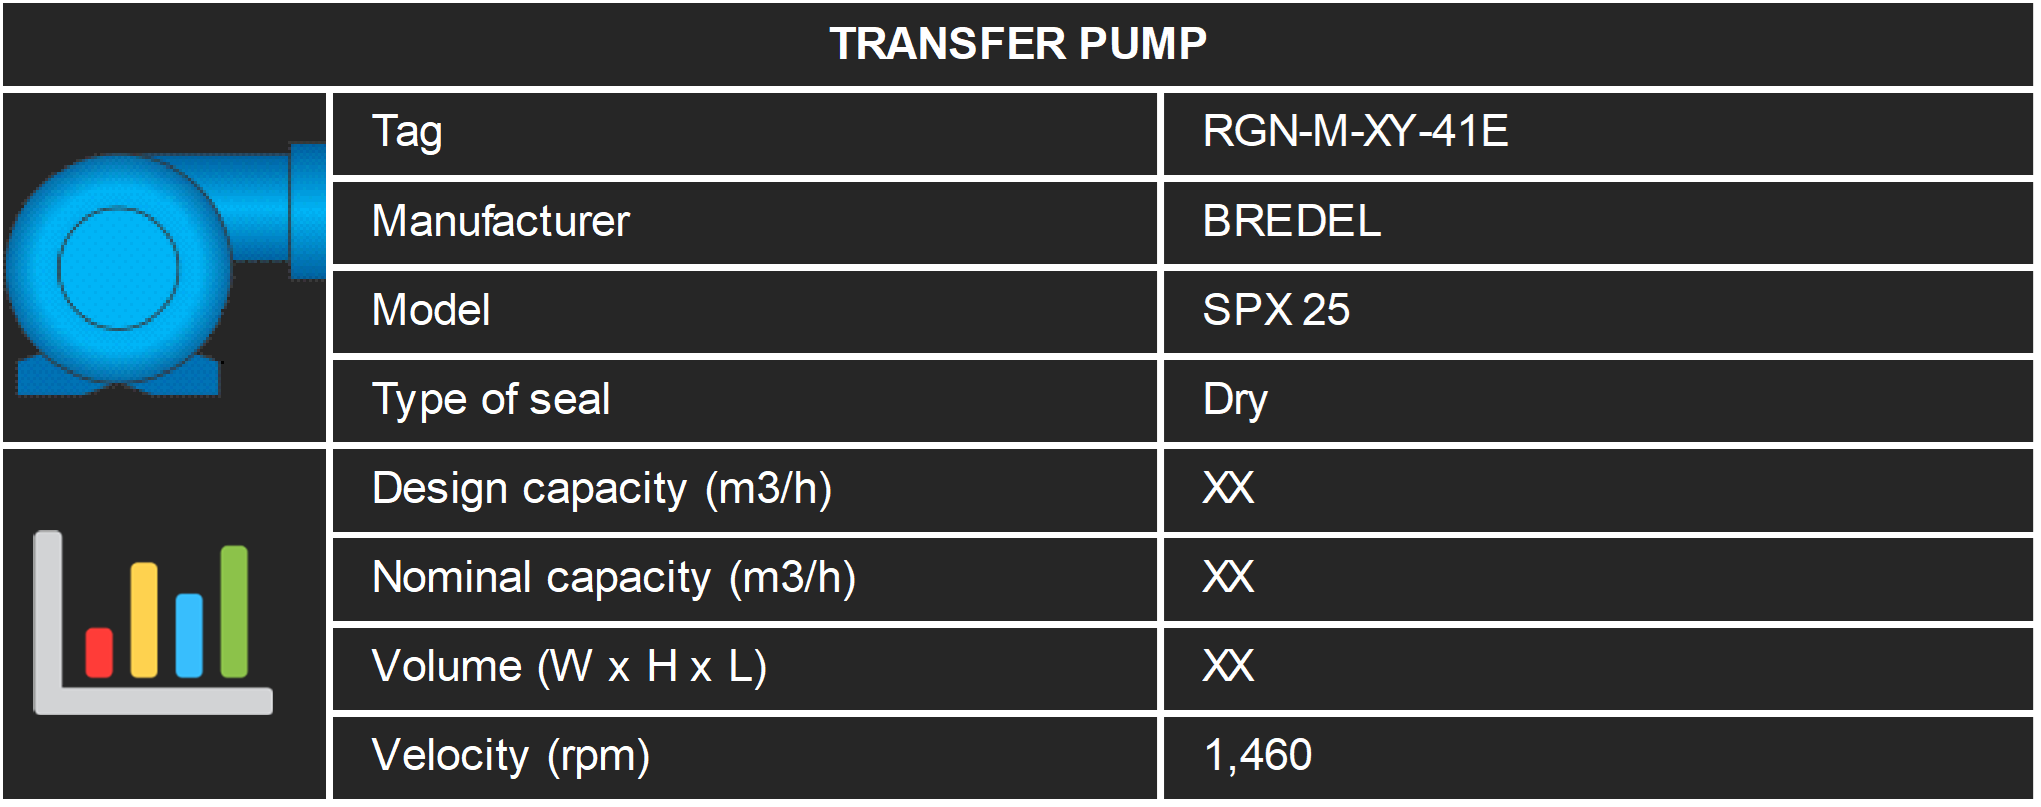 TRANSFER PUMP
Tag RGN-M-XY-41E
Manufacturer BREDEL
Model SPX 25
Type of seal Dry
Design capacity (m3/h) XX
Nominal capacity (m3/h) XX
Volume (W x H x L) XX
Velocity (rpm) 1,460